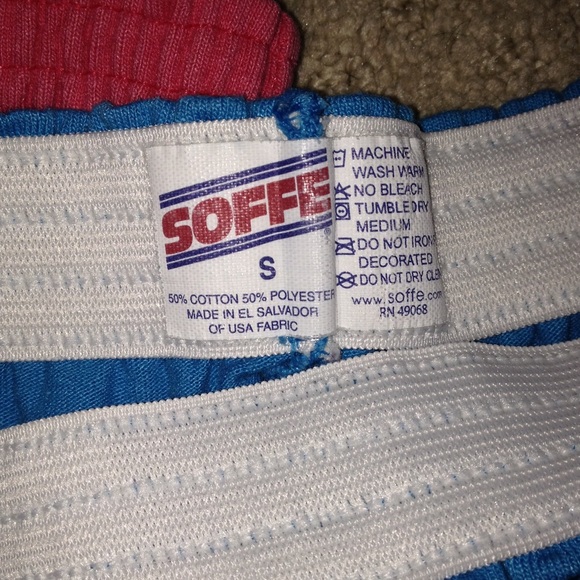 SOFFE
S
50% COTTON 50% POLYESTER
MADE IN EL SALVADOR
OF USA FABRIC
MACHINE
WASH WARM
NO BLEACH
TUMBLE DRY
MEDIUM
DO NOT IRON
DECORATED
DO NOT DRY CLEAN
www.soffe.com
RN 49068